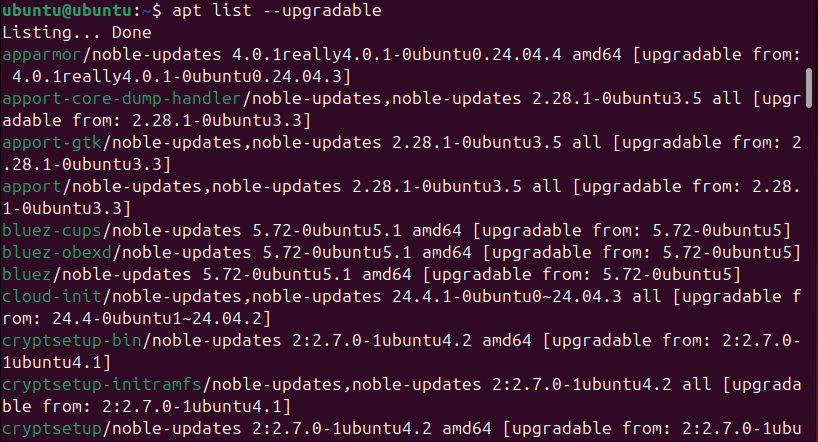 ubuntu@ubuntu:~$ apt list --upgradable
Listing... Done
apparmor/noble-updates 4.0.1really4.0.1-0ubuntu0.24.04.4 amd64 [upgradable from:
 4.0.1really4.0.1-0ubuntu0.24.04.3]
apport-core-dump-handler/noble-updates,noble-updates 2.28.1-0ubuntu3.5 all [upgr
adable from: 2.28.1-0ubuntu3.3]
apport-gtk/noble-updates,noble-updates 2.28.1-0ubuntu3.5 all [upgradable from: 2
.28.1-0ubuntu3.3]
apport/noble-updates,noble-updates 2.28.1-0ubuntu3.5 all [upgradable from: 2.28.
1-0ubuntu3.3]
bluez-cups/noble-updates 5.72-0ubuntu5.1 amd64 [upgradable from: 5.72-0ubuntu5]
bluez-obexd/noble-updates 5.72-0ubuntu5.1 amd64 [upgradable from: 5.72-0ubuntu5]
bluez/noble-updates 5.72-0ubuntu5.1 amd64 [upgradable from: 5.72-0ubuntu5]
cloud-init/noble-updates,noble-updates 24.4.1-0ubuntu0~24.04.3 all [upgradable f
rom: 24.4-0ubuntu1~24.04.2]
cryptsetup-bin/noble-updates 2:2.7.0-1ubuntu4.2 amd64 [upgradable from: 2:2.7.0-
1ubuntu4.1]
cryptsetup-initramfs/noble-updates,noble-updates 2:2.7.0-1ubuntu4.2 all [upgrada
ble from: 2:2.7.0-1ubuntu4.1]
cryptsetup/noble-updates 2:2.7.0-1ubuntu4.2 amd64 [upgradable from: 2:2.7.0-1ubu